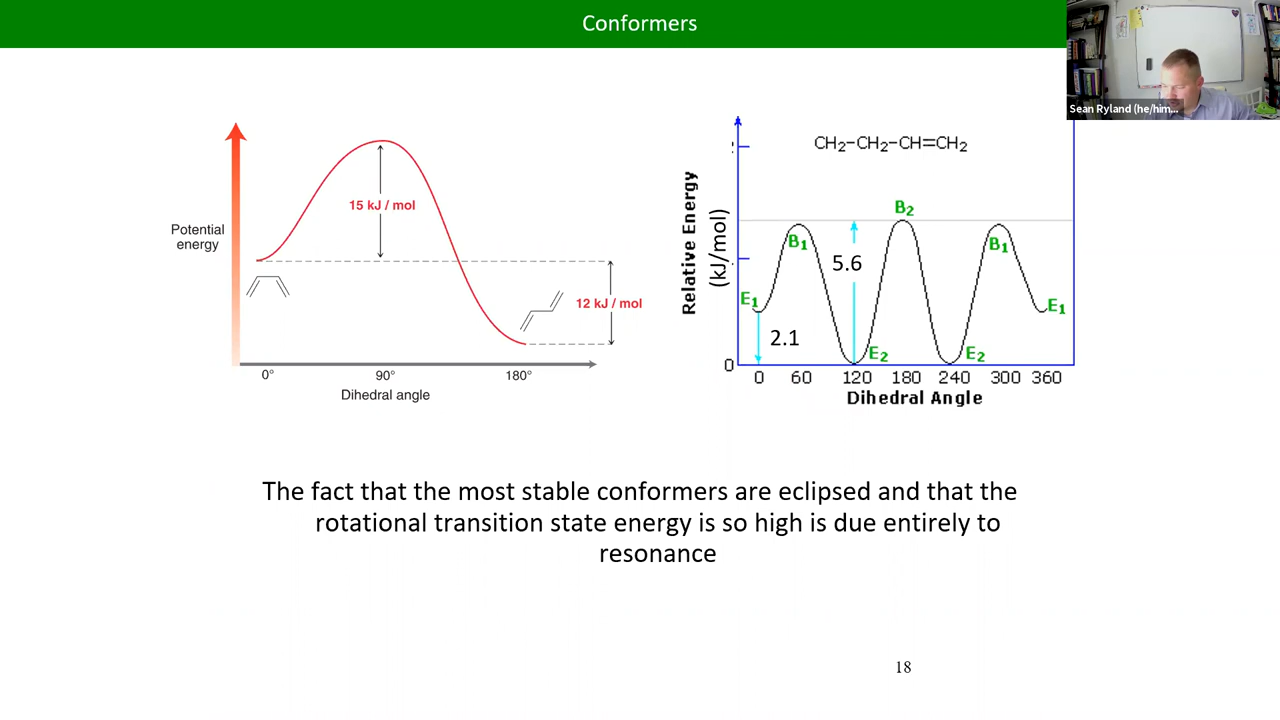 Conformers
Sean Ryland (he/him...
Potential
energy
15 kJ / mol
12 kJ / mol
0°
90°
180°
Dihedral angle
CH₂–CH₂–CH=CH₂
Relative Energy
(kJ/mol)
B₂
B₁
B₁
5.6
E₁
E₁
2.1
E₂
E₂
0
0 60 120 180 240 300 360
Dihedral Angle
The fact that the most stable conformers are eclipsed and that the
rotational transition state energy is so high is due entirely to
resonance
18